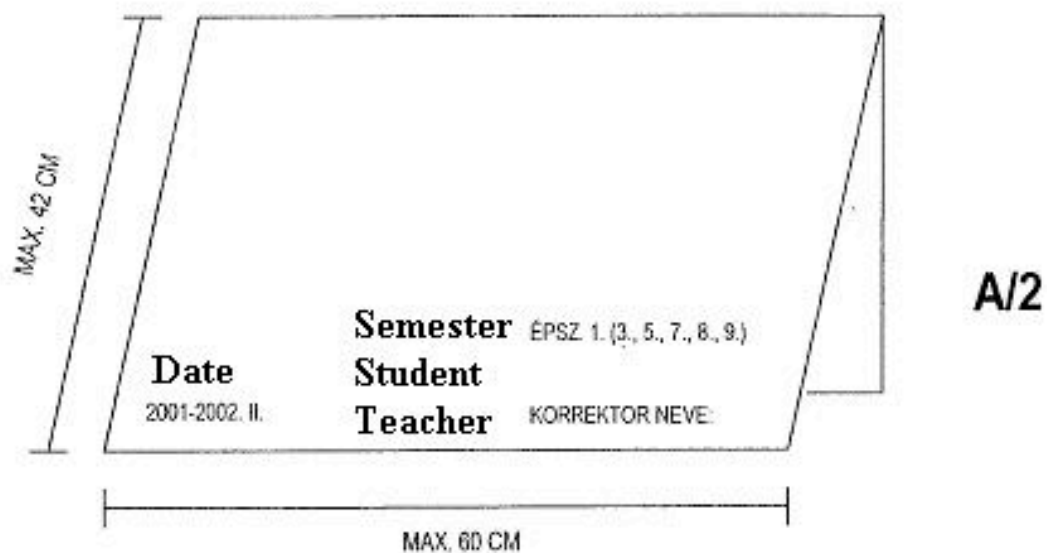 MAX. 42 CM
A/2
Semester ÉPSZ. 1. (3., 5., 7., 8., 9.)
Date Student
2001-2002. II. Teacher KORREKTOR NEVE:
MAX. 60 CM